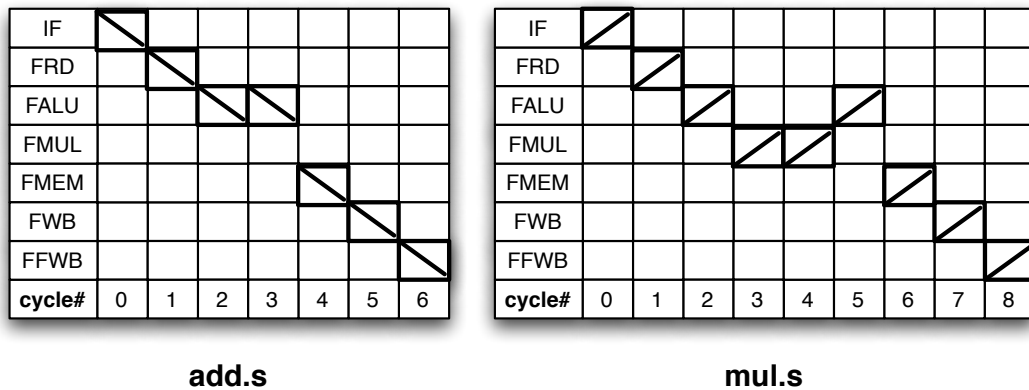 IF
FRD
FALU
FMUL
FMEM
FWB
FFWB
cycle# 0 1 2 3 4 5 6
add.s
IF
FRD
FALU
FMUL
FMEM
FWB
FFWB
cycle# 0 1 2 3 4 5 6 7 8
mul.s